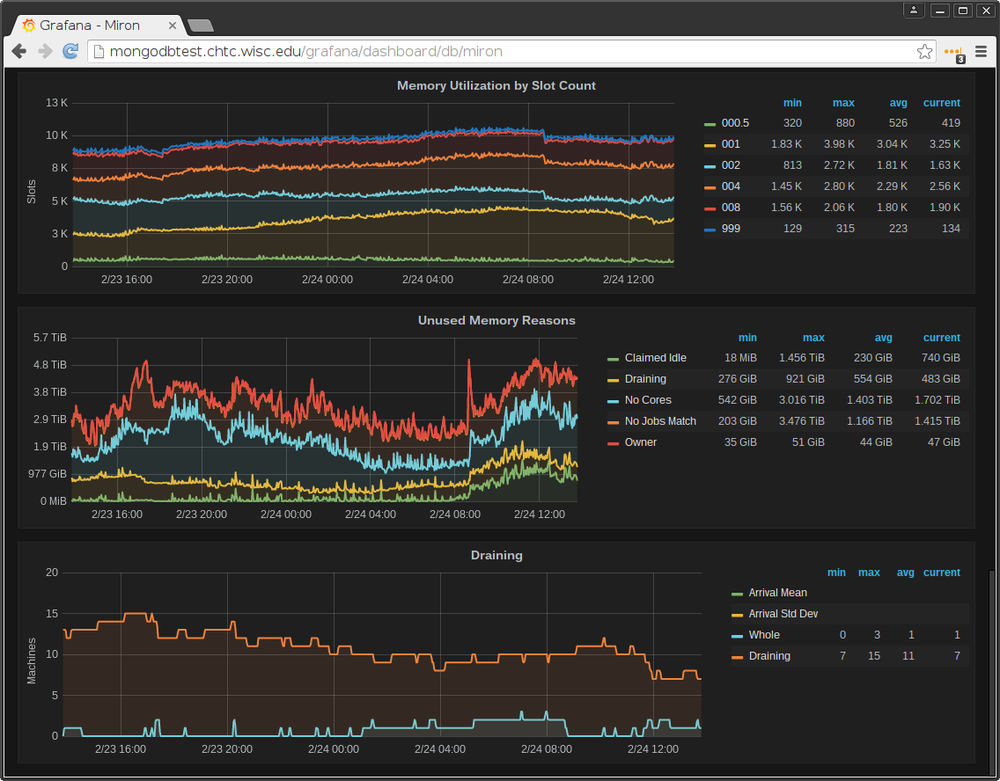 Grafana - Miron
mongodbtest.chtc.wisc.edu/grafana/dashboard/db/miron
3
Memory Utilization by Slot Count
Slots
13 K
10 K
8 K
5 K
3 K
0
2/23 16:00 2/23 20:00 2/24 00:00 2/24 04:00 2/24 08:00 2/24 12:00
min max avg current
000.5 320 880 526 419
001 1.83 K 3.98 K 3.04 K 3.25 K
002 813 2.72 K 1.81 K 1.63 K
004 1.45 K 2.80 K 2.29 K 2.56 K
008 1.56 K 2.06 K 1.80 K 1.90 K
999 129 315 223 134
Unused Memory Reasons
5.7 TiB
4.8 TiB
3.8 TiB
2.9 TiB
1.9 TiB
977 GiB
0 MiB
2/23 16:00 2/23 20:00 2/24 00:00 2/24 04:00 2/24 08:00 2/24 12:00
min max avg current
Claimed Idle 18 MiB 1.456 TiB 230 GiB 740 GiB
Draining 276 GiB 921 GiB 554 GiB 483 GiB
No Cores 542 GiB 3.016 TiB 1.403 TiB 1.702 TiB
No Jobs Match 203 GiB 3.476 TiB 1.166 TiB 1.415 TiB
Owner 35 GiB 51 GiB 44 GiB 47 GiB
Draining
Machines
20
15
10
5
0
2/23 16:00 2/23 20:00 2/24 00:00 2/24 04:00 2/24 08:00 2/24 12:00
min max avg current
Arrival Mean
Arrival Std Dev
Whole 0 3 1 1
Draining 7 15 11 7